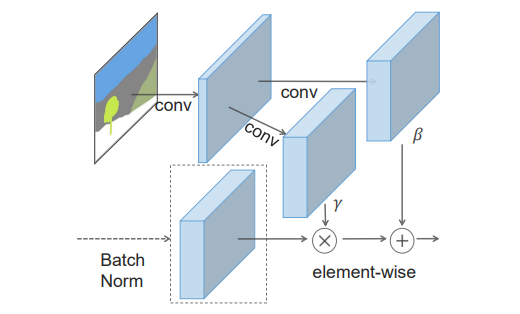 conv
conv
conv
β
γ
Batch
Norm
element-wise